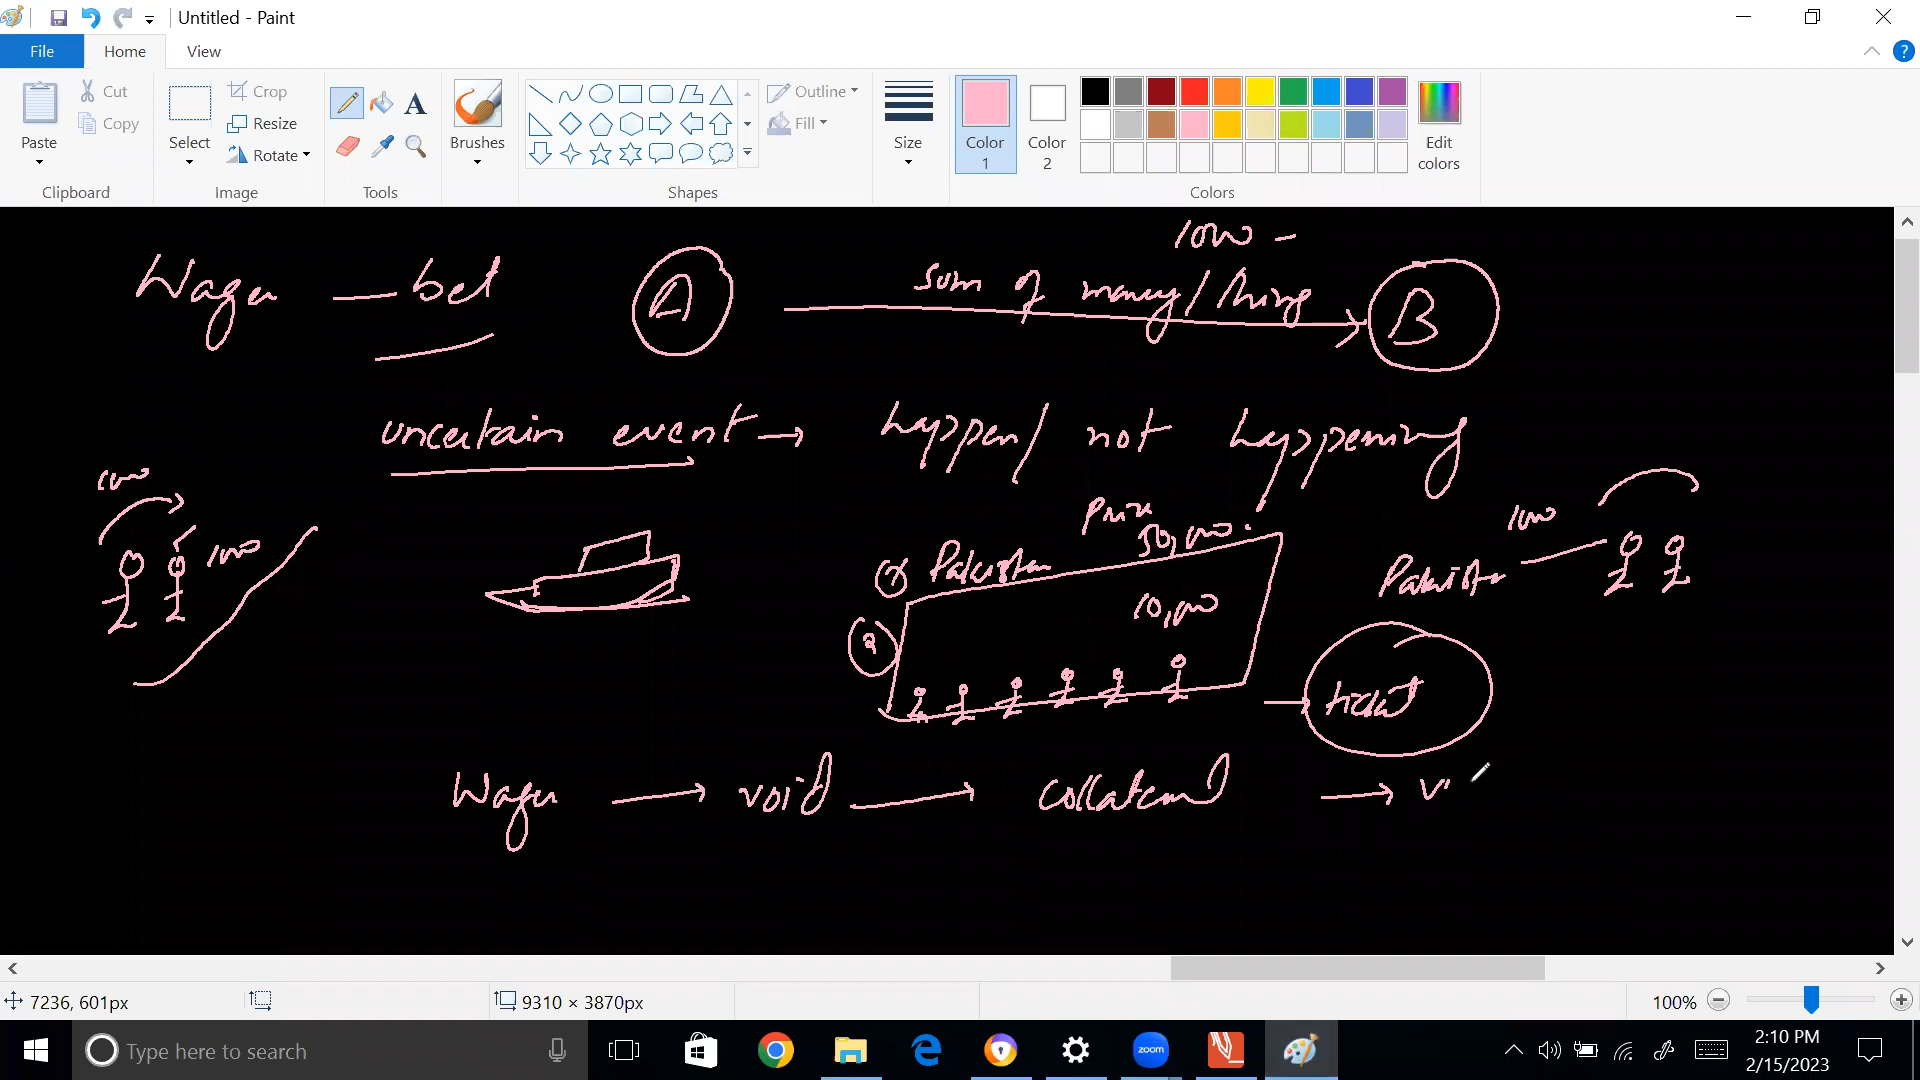 Untitled - Paint
File Home View
Paste Cut Copy Clipboard
Select Crop Resize Rotate Image
Tools
Brushes
Shapes
Outline Fill
Size
Color 1
Color 2
Edit colors
Colors
1000 -
Wager — bet A sum of money/thing B
uncertain event → happen/ not happening
1000
1000
Prize
50,000
Pakistan
10,000
Pakistan 1000
ticket
Wager → void → collateral → v
7236, 601px 9310 × 3870px 100%
Type here to search zoom 2:10 PM
2/15/2023